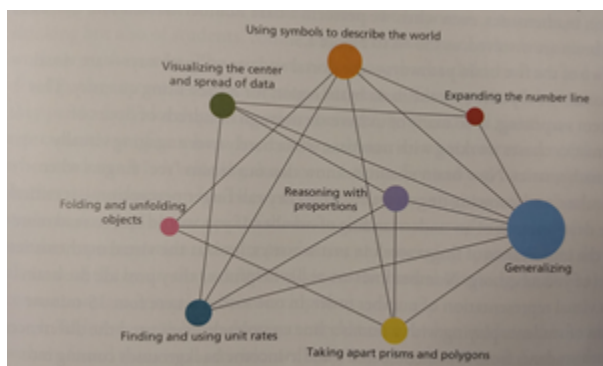 Using symbols to describe the world
Visualizing the center
and spread of data
Expanding the number line
Reasoning with
proportions
Folding and unfolding
objects
Generalizing
Finding and using unit rates
Taking apart prisms and polygons